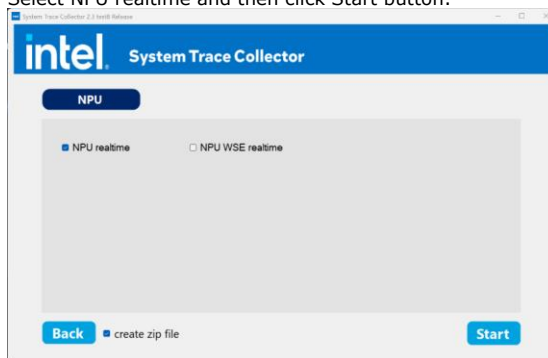 Select NPU realtime and then click Start button.
System Trace Collector 2.3 test8 Release
intel. System Trace Collector
NPU
NPU realtime NPU WSE realtime
Back create zip file Start